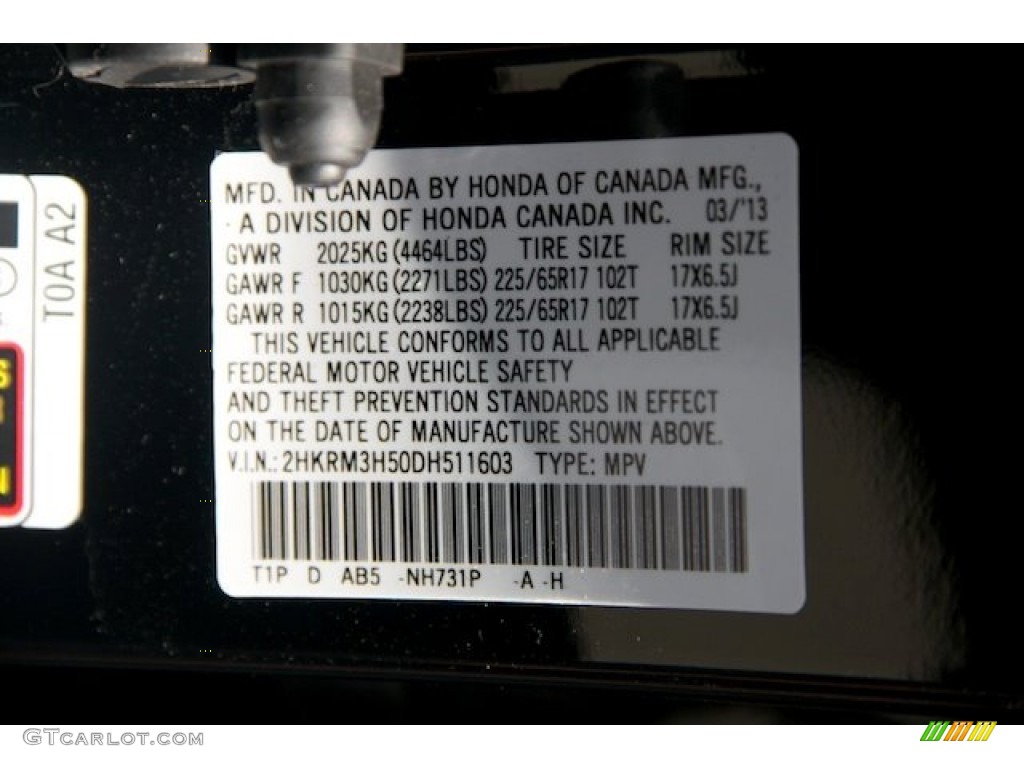 MFD. IN CANADA BY HONDA OF CANADA MFG.,
A DIVISION OF HONDA CANADA INC. 03/'13
GVWR 2025KG (4464LBS) TIRE SIZE RIM SIZE
GAWR F 1030KG (2271LBS) 225/65R17 102T 17X6.5J
GAWR R 1015KG (2238LBS) 225/65R17 102T 17X6.5J
THIS VEHICLE CONFORMS TO ALL APPLICABLE
FEDERAL MOTOR VEHICLE SAFETY
AND THEFT PREVENTION STANDARDS IN EFFECT
ON THE DATE OF MANUFACTURE SHOWN ABOVE.
V.I.N.: 2HKRM3H50DH511603 TYPE: MPV
T1P D AB5 -NH731P -A -H
T0A A2
GTCARLOT.COM